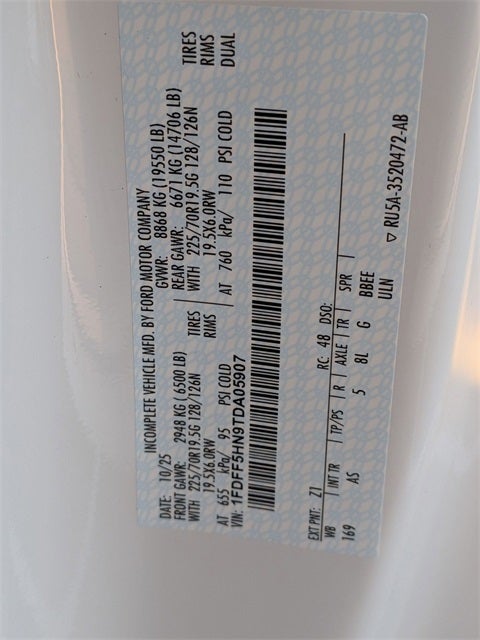 INCOMPLETE VEHICLE MFD. BY FORD MOTOR COMPANY
DATE: 10/25 GVWR: 8868 KG (19550 LB)
FRONT GAWR: 2948 KG (6500 LB) REAR GAWR: 6671 KG (14706 LB)
WITH 225/70R19.5G 128/126N TIRES WITH 225/70R19.5G 128/126N TIRES
19.5X6.0RW RIMS 19.5X6.0RW RIMS
AT 655 kPa/ 95 PSI COLD AT 760 kPa/ 110 PSI COLD DUAL
VIN: 1FDFF5HN9TDA05907
EXT PNT: Z1 RC: 48 DSO:
WB INT TR TP/PS R AXLE TR SPR
169 AS 5 8L G BBEE
ULN
▽ RU5A-3520472-AB